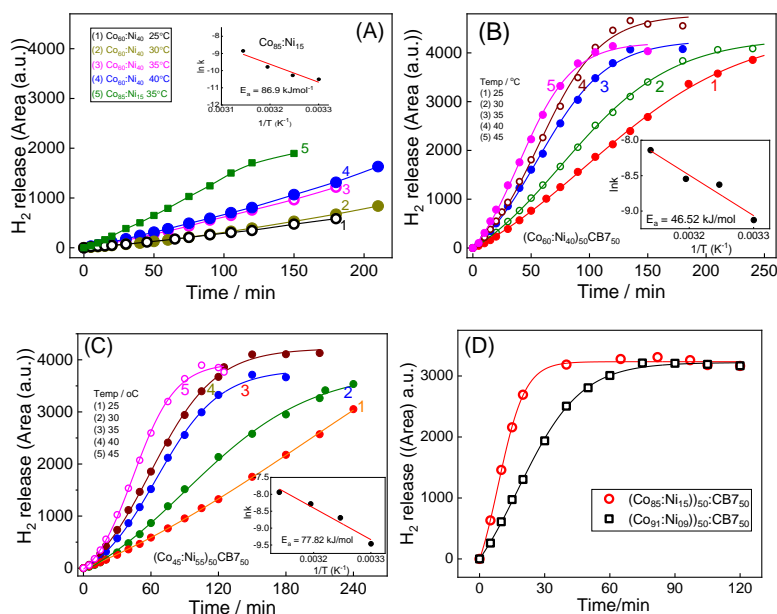 (A)
(1) Co60:Ni40 25°C
(2) Co60:Ni40 30°C
(3) Co60:Ni40 35°C
(4) Co60:Ni40 40°C
(5) Co85:Ni15 35°C
Co85:Ni15
ln k
-6
-8
-9
-10
-11
-12
0.0031 0.0032 0.0033
1/T (K-1)
Ea = 86.9 kJmol-1
H2 release (Area (a.u.))
4000
3000
2000
1000
0
0 50 100 150 200
Time / min
5
4
3
2
1
(B)
H2 release (Area (a.u.))
4000
3000
2000
1000
0
0 50 100 150 200 250
Time / min
Temp / oC
(1) 25
(2) 30
(3) 35
(4) 40
(5) 45
5
4
3
2
1
lnk
-8.0
-8.5
-9.0
0.0032 0.0033
1/T (K-1)
Ea = 46.52 kJ/mol
(Co60:Ni40)50CB750
(C)
H2 release (Area (a.u.))
4000
3000
2000
1000
0
0 60 120 180 240
Time / min
Temp / oC
(1) 25
(2) 30
(3) 35
(4) 40
(5) 45
5
4
3
2
1
lnk
-7.5
-8.0
-8.5
-9.0
-9.5
0.0032 0.0033
1/T (K-1)
Ea = 77.82 kJ/mol
(Co45:Ni55)50CB750
(D)
H2 release ((Area) (a.u.))
3000
2000
1000
0
0 30 60 90 120
Time/min
(Co85:Ni15))50:CB750
(Co91:Ni09))50:CB750